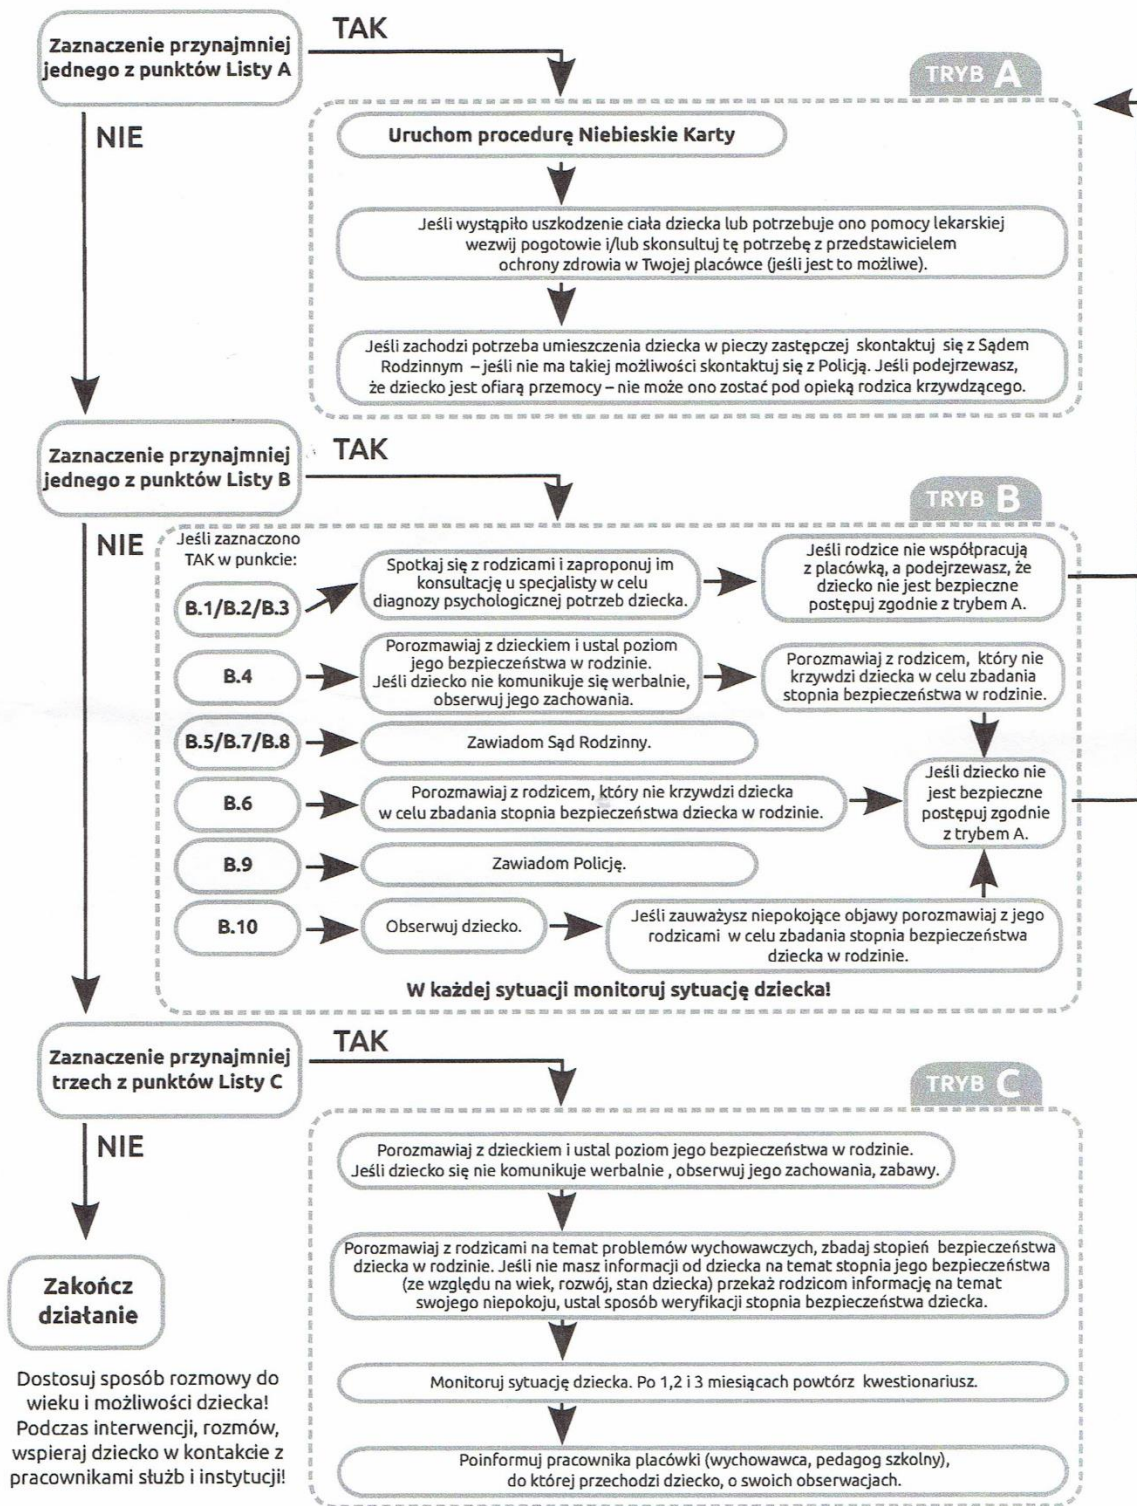 Zaznaczenie przynajmniej
jednego z punktów Listy A
TAK
NIE
TRYB A
Uruchom procedurę Niebieskie Karty
Jeśli wystąpiło uszkodzenie ciała dziecka lub potrzebuje ono pomocy lekarskiej
wezwij pogotowie i/lub skonsultuj tę potrzebę z przedstawicielem
ochrony zdrowia w Twojej placówce (jeśli jest to możliwe).
Jeśli zachodzi potrzeba umieszczenia dziecka w pieczy zastępczej skontaktuj się z Sądem
Rodzinnym – jeśli nie ma takiej możliwości skontaktuj się z Policją. Jeśli podejrzewasz,
że dziecko jest ofiarą przemocy – nie może ono zostać pod opieką rodzica krzywdzącego.
Zaznaczenie przynajmniej
jednego z punktów Listy B
TAK
NIE
TRYB B
Jeśli zaznaczono
TAK w punkcie:
B.1/B.2/B.3
Spotkaj się z rodzicami i zaproponuj im
konsultację u specjalisty w celu
diagnozy psychologicznej potrzeb dziecka.
Jeśli rodzice nie współpracują
z placówką, a podejrzewasz, że
dziecko nie jest bezpieczne
postępuj zgodnie z trybem A.
B.4
Porozmawiaj z dzieckiem i ustal poziom
jego bezpieczeństwa w rodzinie.
Jeśli dziecko nie komunikuje się werbalnie,
obserwuj jego zachowania.
Porozmawiaj z rodzicem, który nie
krzywdzi dziecka w celu zbadania
stopnia bezpieczeństwa w rodzinie.
B.5/B.7/B.8
Zawiadom Sąd Rodzinny.
B.6
Porozmawiaj z rodzicem, który nie krzywdzi dziecka
w celu zbadania stopnia bezpieczeństwa dziecka w rodzinie.
Jeśli dziecko nie
jest bezpieczne
postępuj zgodnie
z trybem A.
B.9
Zawiadom Policję.
B.10
Obserwuj dziecko.
Jeśli zauważysz niepokojące objawy porozmawiaj z jego
rodzicami w celu zbadania stopnia bezpieczeństwa
dziecka w rodzinie.
W każdej sytuacji monitoruj sytuację dziecka!
Zaznaczenie przynajmniej
trzech z punktów Listy C
TAK
NIE
TRYB C
Porozmawiaj z dzieckiem i ustal poziom jego bezpieczeństwa w rodzinie.
Jeśli dziecko się nie komunikuje werbalnie , obserwuj jego zachowania, zabawy.
Porozmawiaj z rodzicami na temat problemów wychowawczych, zbadaj stopień bezpieczeństwa
dziecka w rodzinie. Jeśli nie masz informacji od dziecka na temat stopnia jego bezpieczeństwa
(ze względu na wiek, rozwój, stan dziecka) przekaż rodzicom informację na temat
swojego niepokoju, ustal sposób weryfikacji stopnia bezpieczeństwa dziecka.
Monitoruj sytuację dziecka. Po 1,2 i 3 miesiącach powtórz kwestionariusz.
Poinformuj pracownika placówki (wychowawca, pedagog szkolny),
do której przechodzi dziecko, o swoich obserwacjach.
Zakończ
działanie
Dostosuj sposób rozmowy do
wieku i możliwości dziecka!
Podczas interwencji, rozmów,
wspieraj dziecko w kontakcie z
pracownikami służb i instytucji!